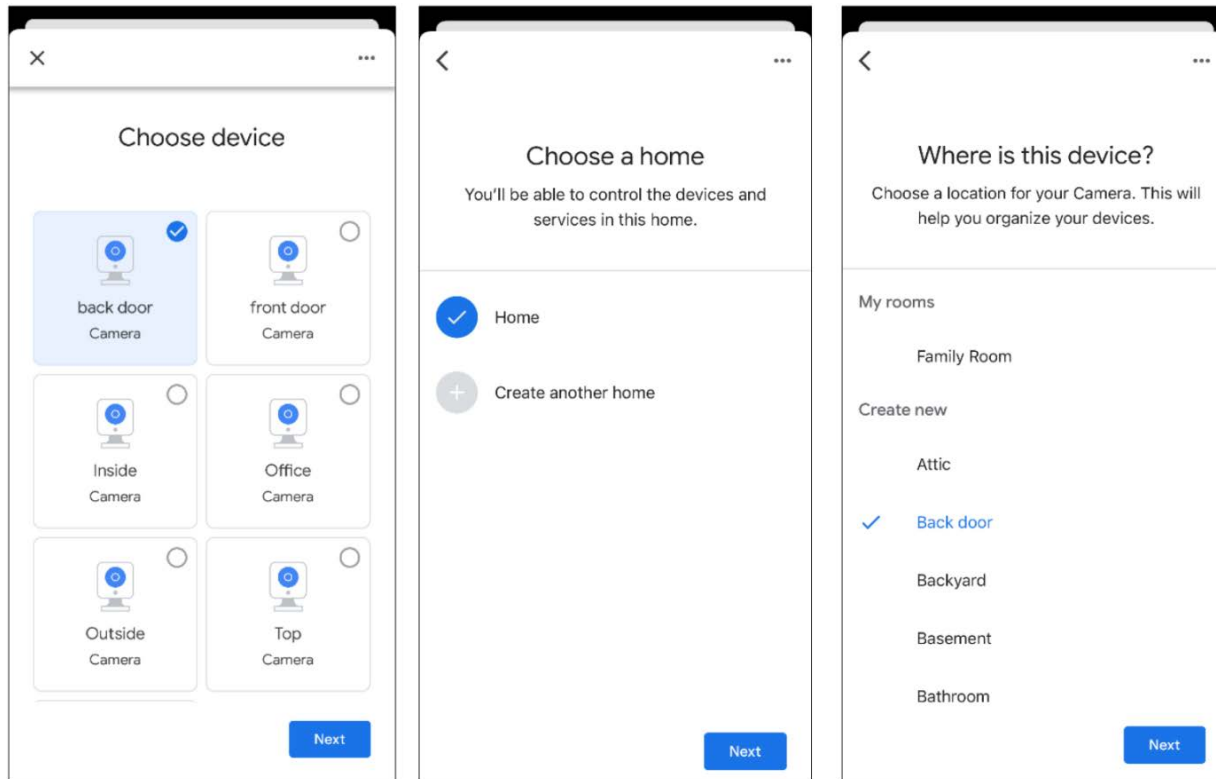 Choose device
back door
Camera
front door
Camera
Inside
Camera
Office
Camera
Outside
Camera
Top
Camera
Next
Choose a home
You'll be able to control the devices and
services in this home.
Home
Create another home
Next
Where is this device?
Choose a location for your Camera. This will
help you organize your devices.
My rooms
Family Room
Create new
Attic
Back door
Backyard
Basement
Bathroom
Next